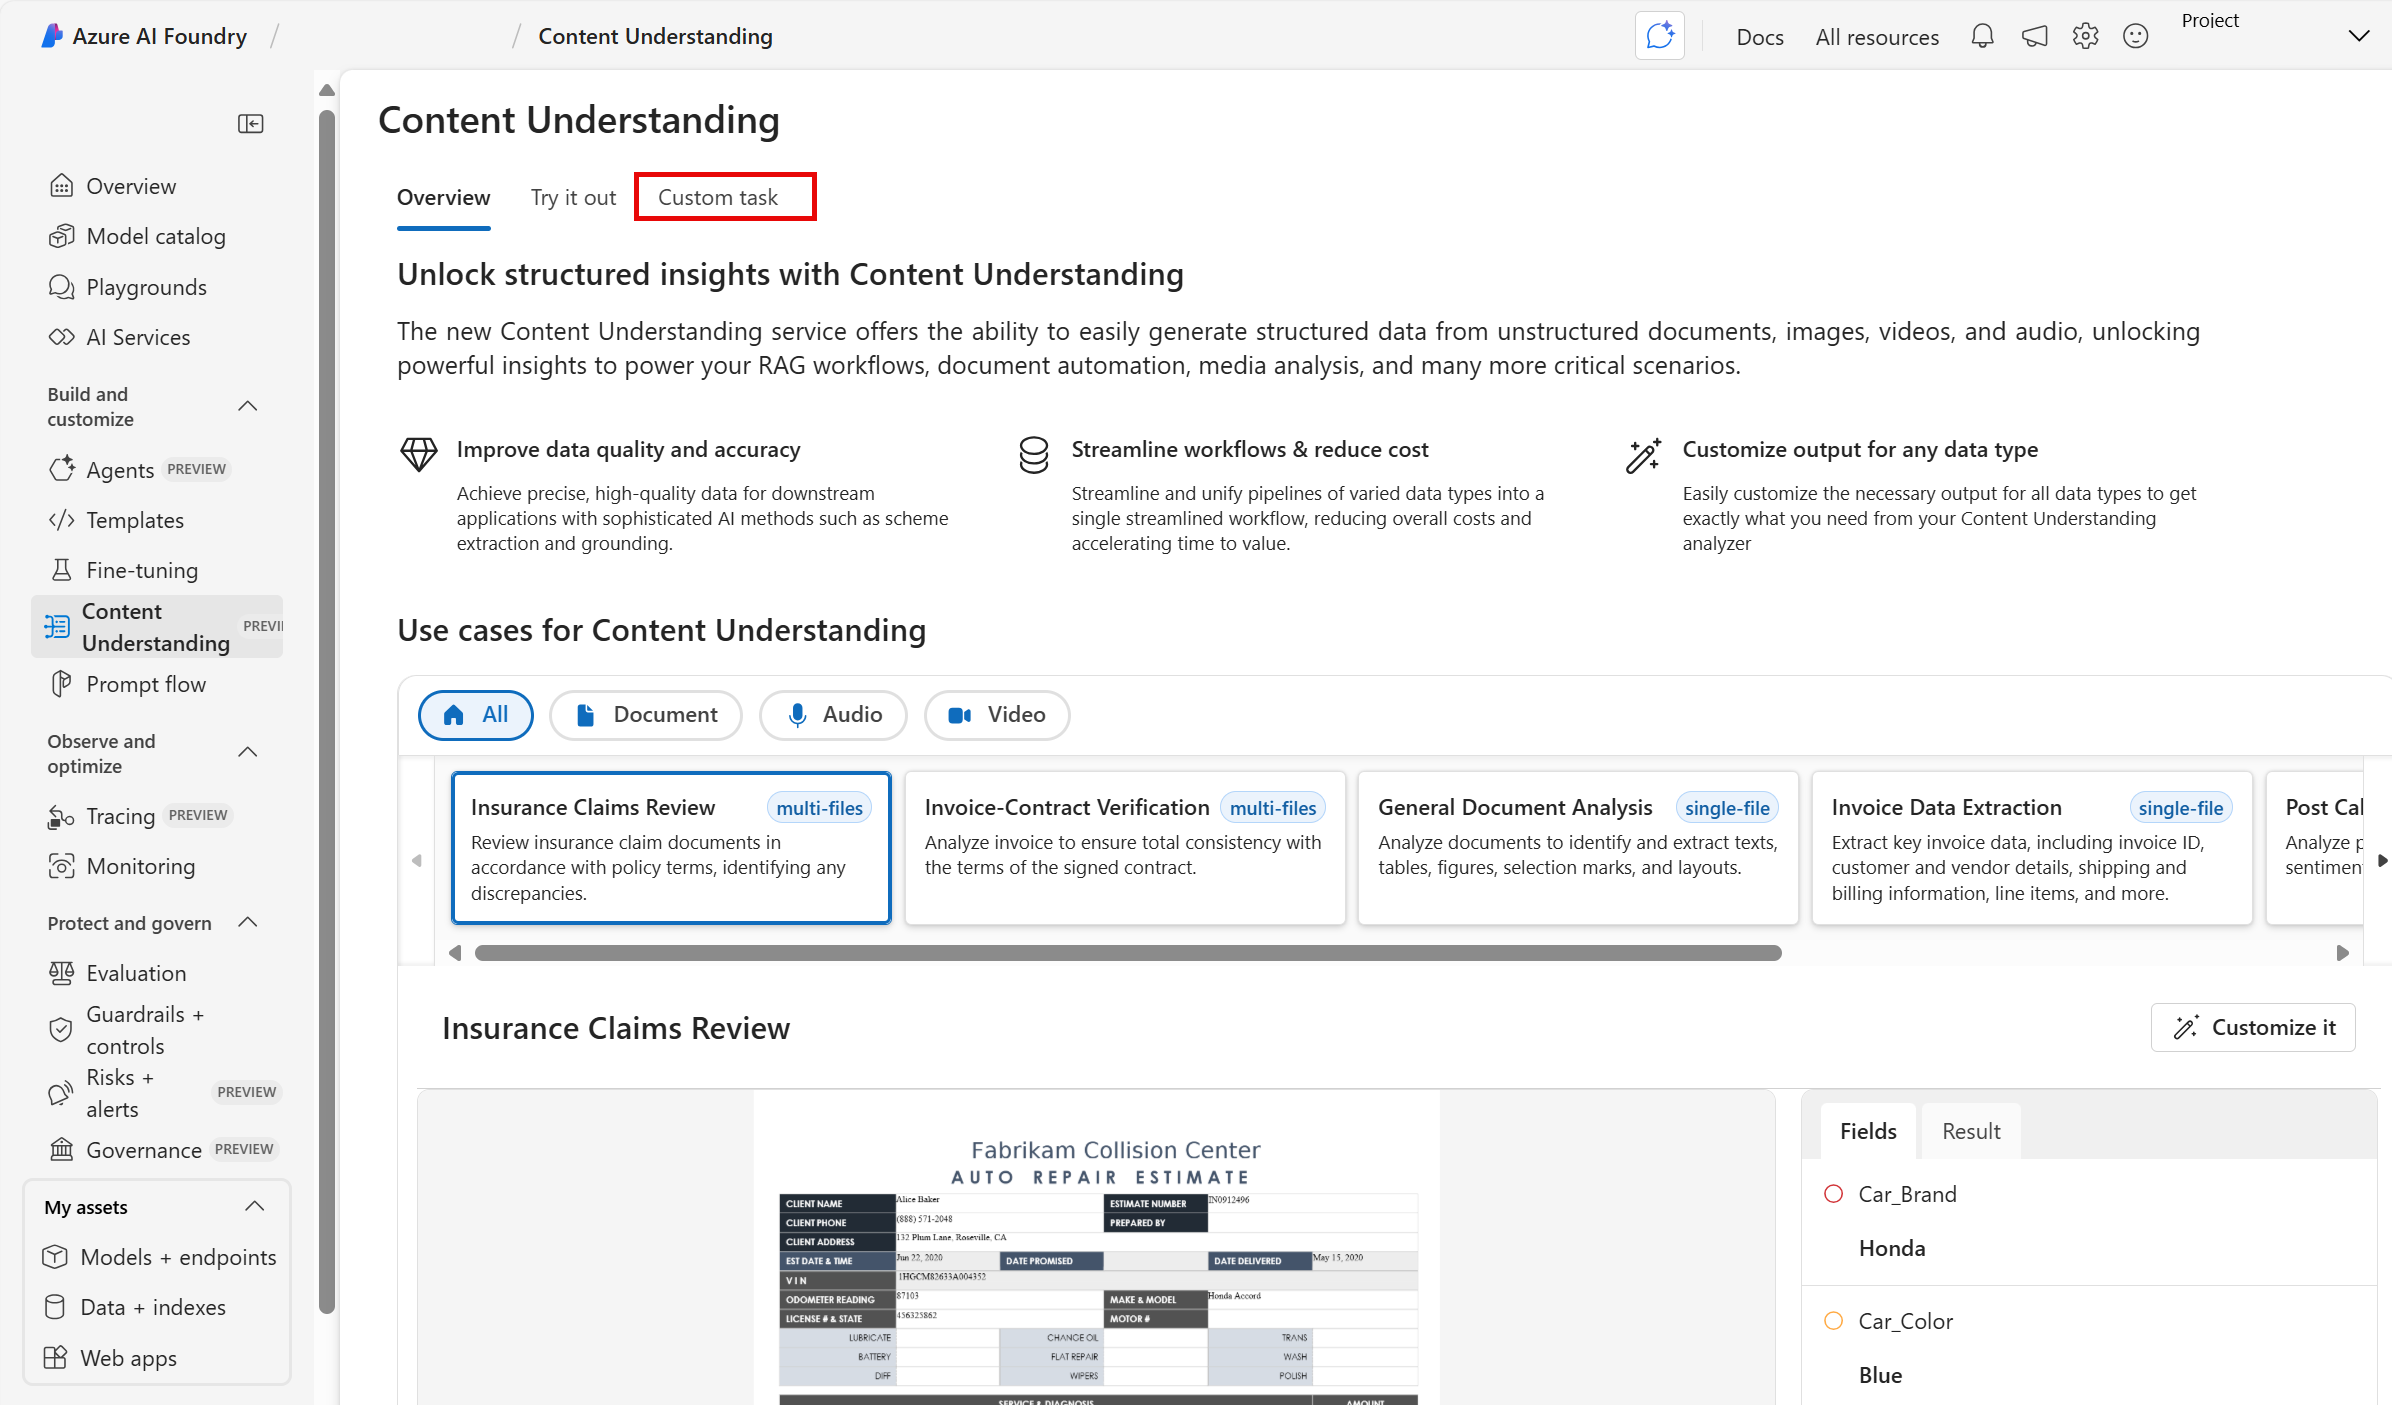 Azure AI Foundry / / Content Understanding
Docs All resources Project
Content Understanding
Overview Try it out Custom task
Overview
Model catalog
Playgrounds
AI Services
Build and
customize
Agents PREVIEW
Templates
Fine-tuning
Content
Understanding PREVI
Prompt flow
Observe and
optimize
Tracing PREVIEW
Monitoring
Protect and govern
Evaluation
Guardrails +
controls
Risks +
alerts PREVIEW
Governance PREVIEW
My assets
Models + endpoints
Data + indexes
Web apps
Unlock structured insights with Content Understanding
The new Content Understanding service offers the ability to easily generate structured data from unstructured documents, images, videos, and audio, unlocking
powerful insights to power your RAG workflows, document automation, media analysis, and many more critical scenarios.
Improve data quality and accuracy
Achieve precise, high-quality data for downstream
applications with sophisticated AI methods such as scheme
extraction and grounding.
Streamline workflows & reduce cost
Streamline and unify pipelines of varied data types into a
single streamlined workflow, reducing overall costs and
accelerating time to value.
Customize output for any data type
Easily customize the necessary output for all data types to get
exactly what you need from your Content Understanding
analyzer
Use cases for Content Understanding
All Document Audio Video
Insurance Claims Review multi-files
Review insurance claim documents in
accordance with policy terms, identifying any
discrepancies.
Invoice-Contract Verification multi-files
Analyze invoice to ensure total consistency with
the terms of the signed contract.
General Document Analysis single-file
Analyze documents to identify and extract texts,
tables, figures, selection marks, and layouts.
Invoice Data Extraction single-file
Extract key invoice data, including invoice ID,
customer and vendor details, shipping and
billing information, line items, and more.
Post Cal
Analyze p
sentimen
Insurance Claims Review
Customize it
Fabrikam Collision Center
AUTO REPAIR ESTIMATE
CLIENT NAME Alice Baker ESTIMATE NUMBER IN0912496
CLIENT PHONE (888) 571-2048 PREPARED BY
CLIENT ADDRESS 132 Plum Lane, Roseville, CA
EST DATE & TIME Jun 22, 2020 DATE PROMISED DATE DELIVERED May 15, 2020
VIN 1HGCM82633A004352
ODOMETER READING 87103 MAKE & MODEL Honda Accord
LICENSE # & STATE 456325862 MOTOR #
LUBRICATE CHANGE OIL TRANS
BATTERY FLAT REPAIR WASH
DIFF WIPERS POLISH
SERVICE & DIAGNOSIS AMOUNT
Fields Result
Car_Brand
Honda
Car_Color
Blue